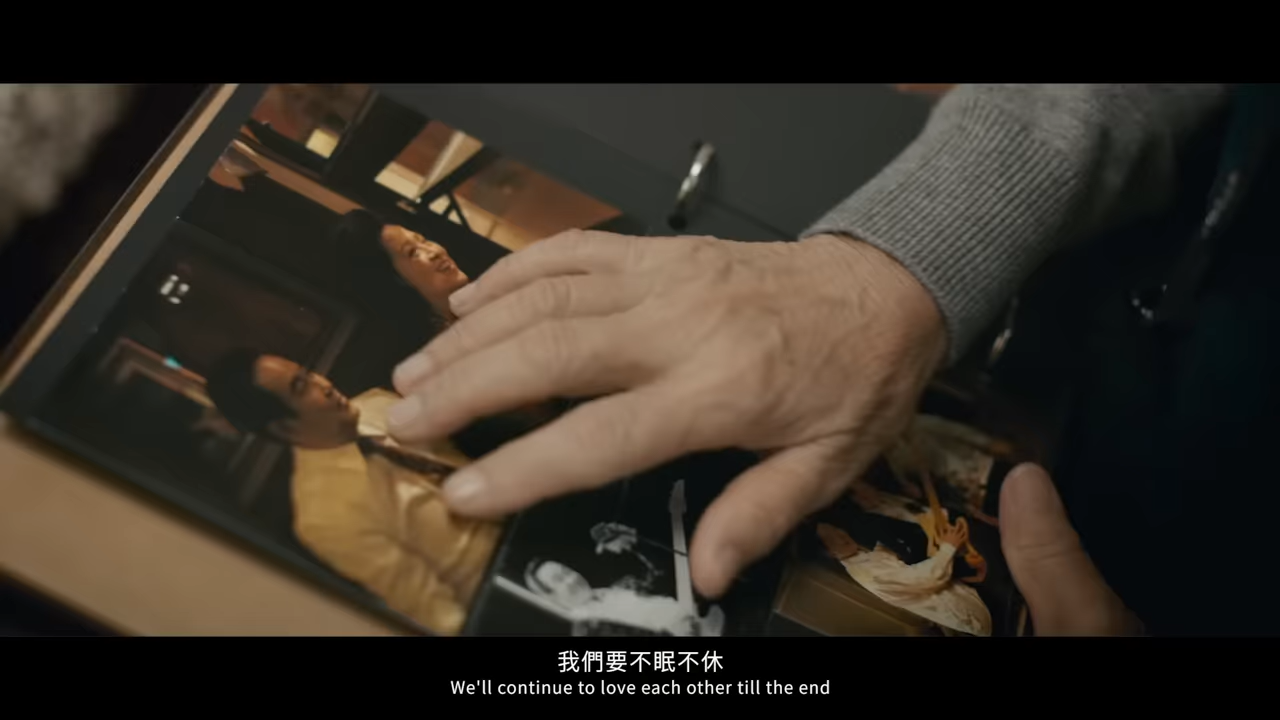 我們要不眠不休
We'll continue to love each other till the end